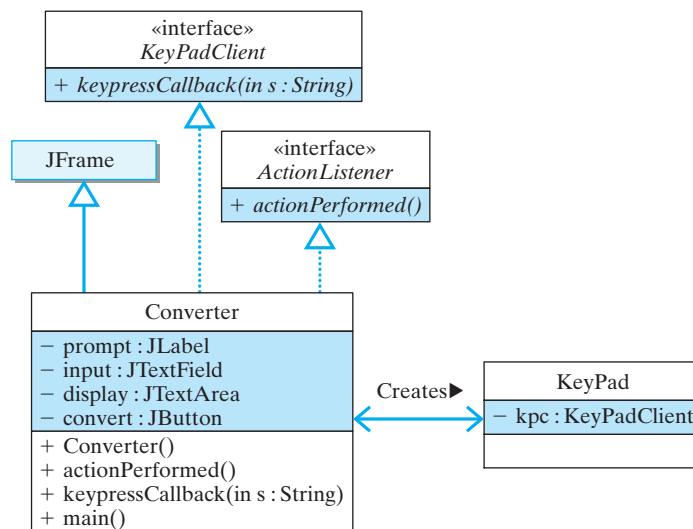 «interface»
KeyPadClient
+ keypressCallback(in s : String)
JFrame
«interface»
ActionListener
+ actionPerformed()
Converter
− prompt : JLabel
− input : JTextField
− display : JTextArea
− convert : JButton
+ Converter()
+ actionPerformed()
+ keypressCallback(in s : String)
+ main()
Creates▶
KeyPad
− kpc : KeyPadClient